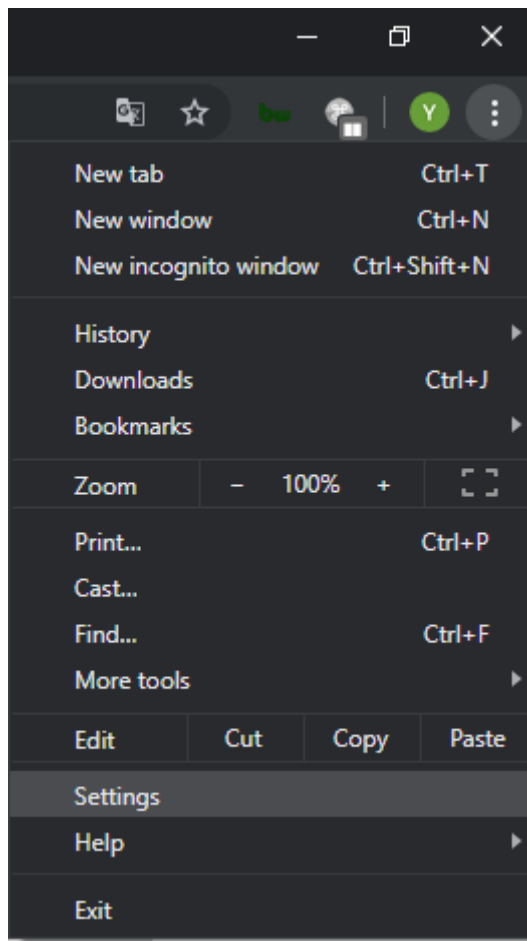 bw
Y
New tab Ctrl+T
New window Ctrl+N
New incognito window Ctrl+Shift+N
History
Downloads Ctrl+J
Bookmarks
Zoom - 100% +
Print... Ctrl+P
Cast...
Find... Ctrl+F
More tools
Edit Cut Copy Paste
Settings
Help
Exit